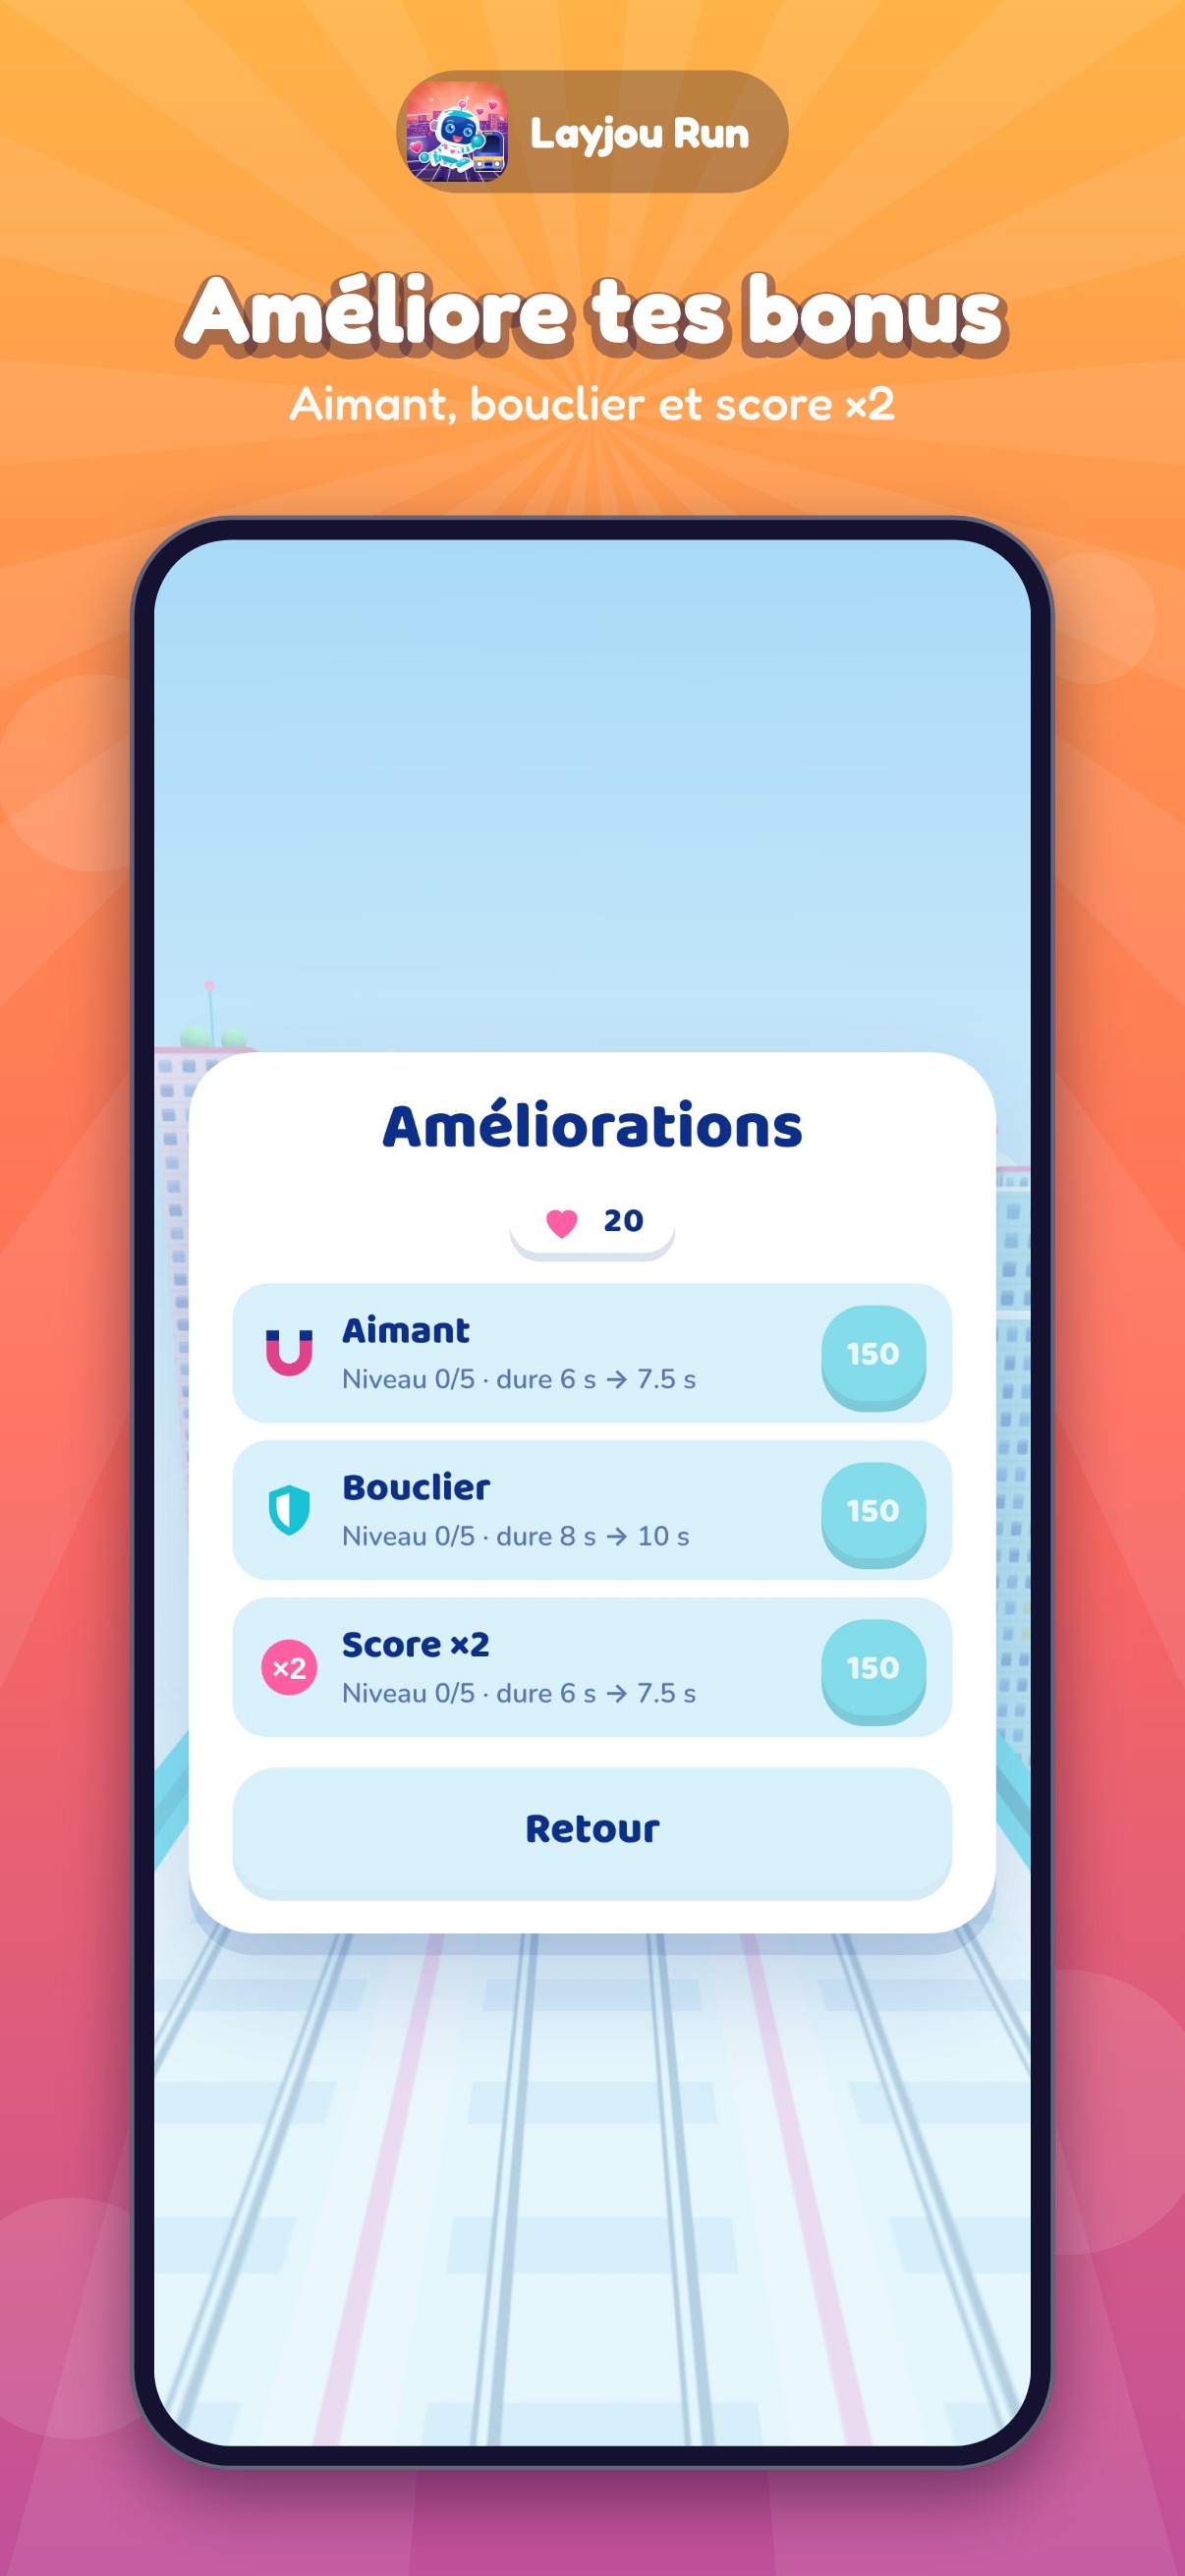 Layjou Run
Améliore tes bonus
Aimant, bouclier et score ×2
Améliorations
20
Aimant
Niveau 0/5 · dure 6 s → 7.5 s
150
Bouclier
Niveau 0/5 · dure 8 s → 10 s
150
×2
Score ×2
Niveau 0/5 · dure 6 s → 7.5 s
150
Retour